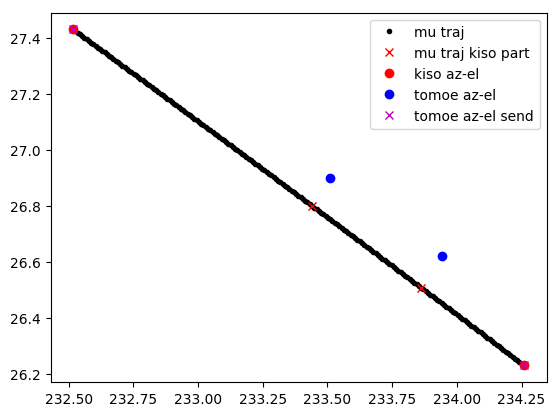 27.4
27.2
27.0
26.8
26.6
26.4
26.2
mu traj
mu traj kiso part
kiso az-el
tomoe az-el
tomoe az-el send
232.50 232.75 233.00 233.25 233.50 233.75 234.00 234.25